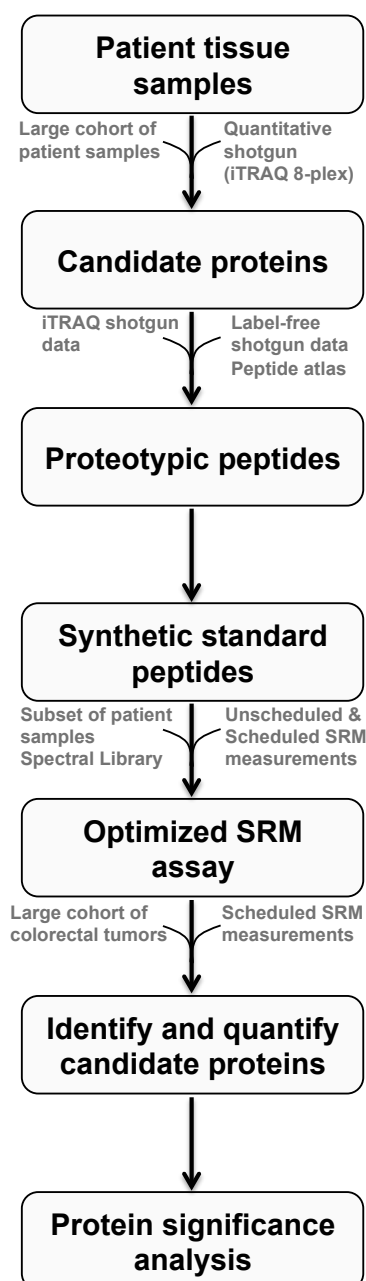 Patient tissue
samples
Large cohort of
patient samples
Quantitative
shotgun
(iTRAQ 8-plex)
Candidate proteins
iTRAQ shotgun
data
Label-free
shotgun data
Peptide atlas
Proteotypic peptides
Synthetic standard
peptides
Subset of patient
samples
Spectral Library
Unscheduled &
Scheduled SRM
measurements
Optimized SRM
assay
Large cohort of
colorectal tumors
Scheduled SRM
measurements
Identify and quantify
candidate proteins
Protein significance
analysis